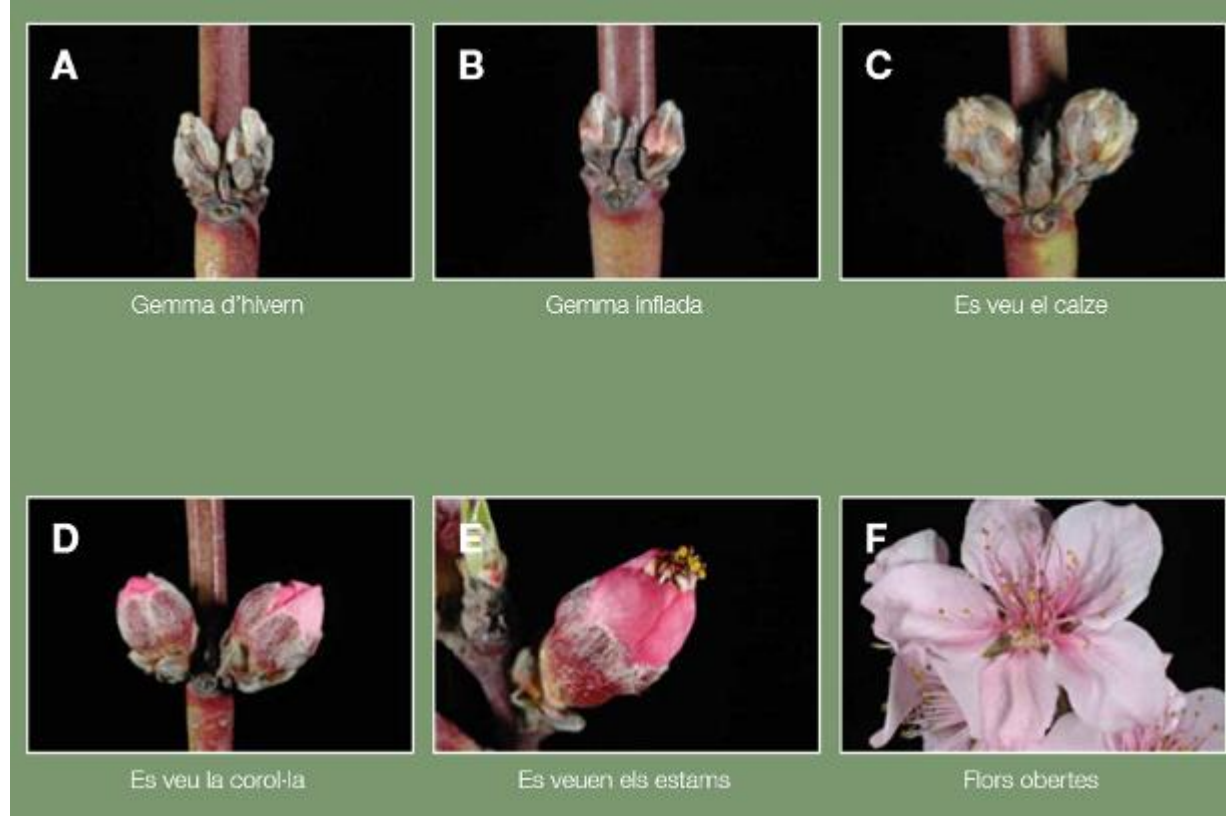 A
B
C
Gemma d'hivern
Gemma inflada
Es veu el calze
D
E
F
Es veu la corol·la
Es veuen els estams
Flors obertes